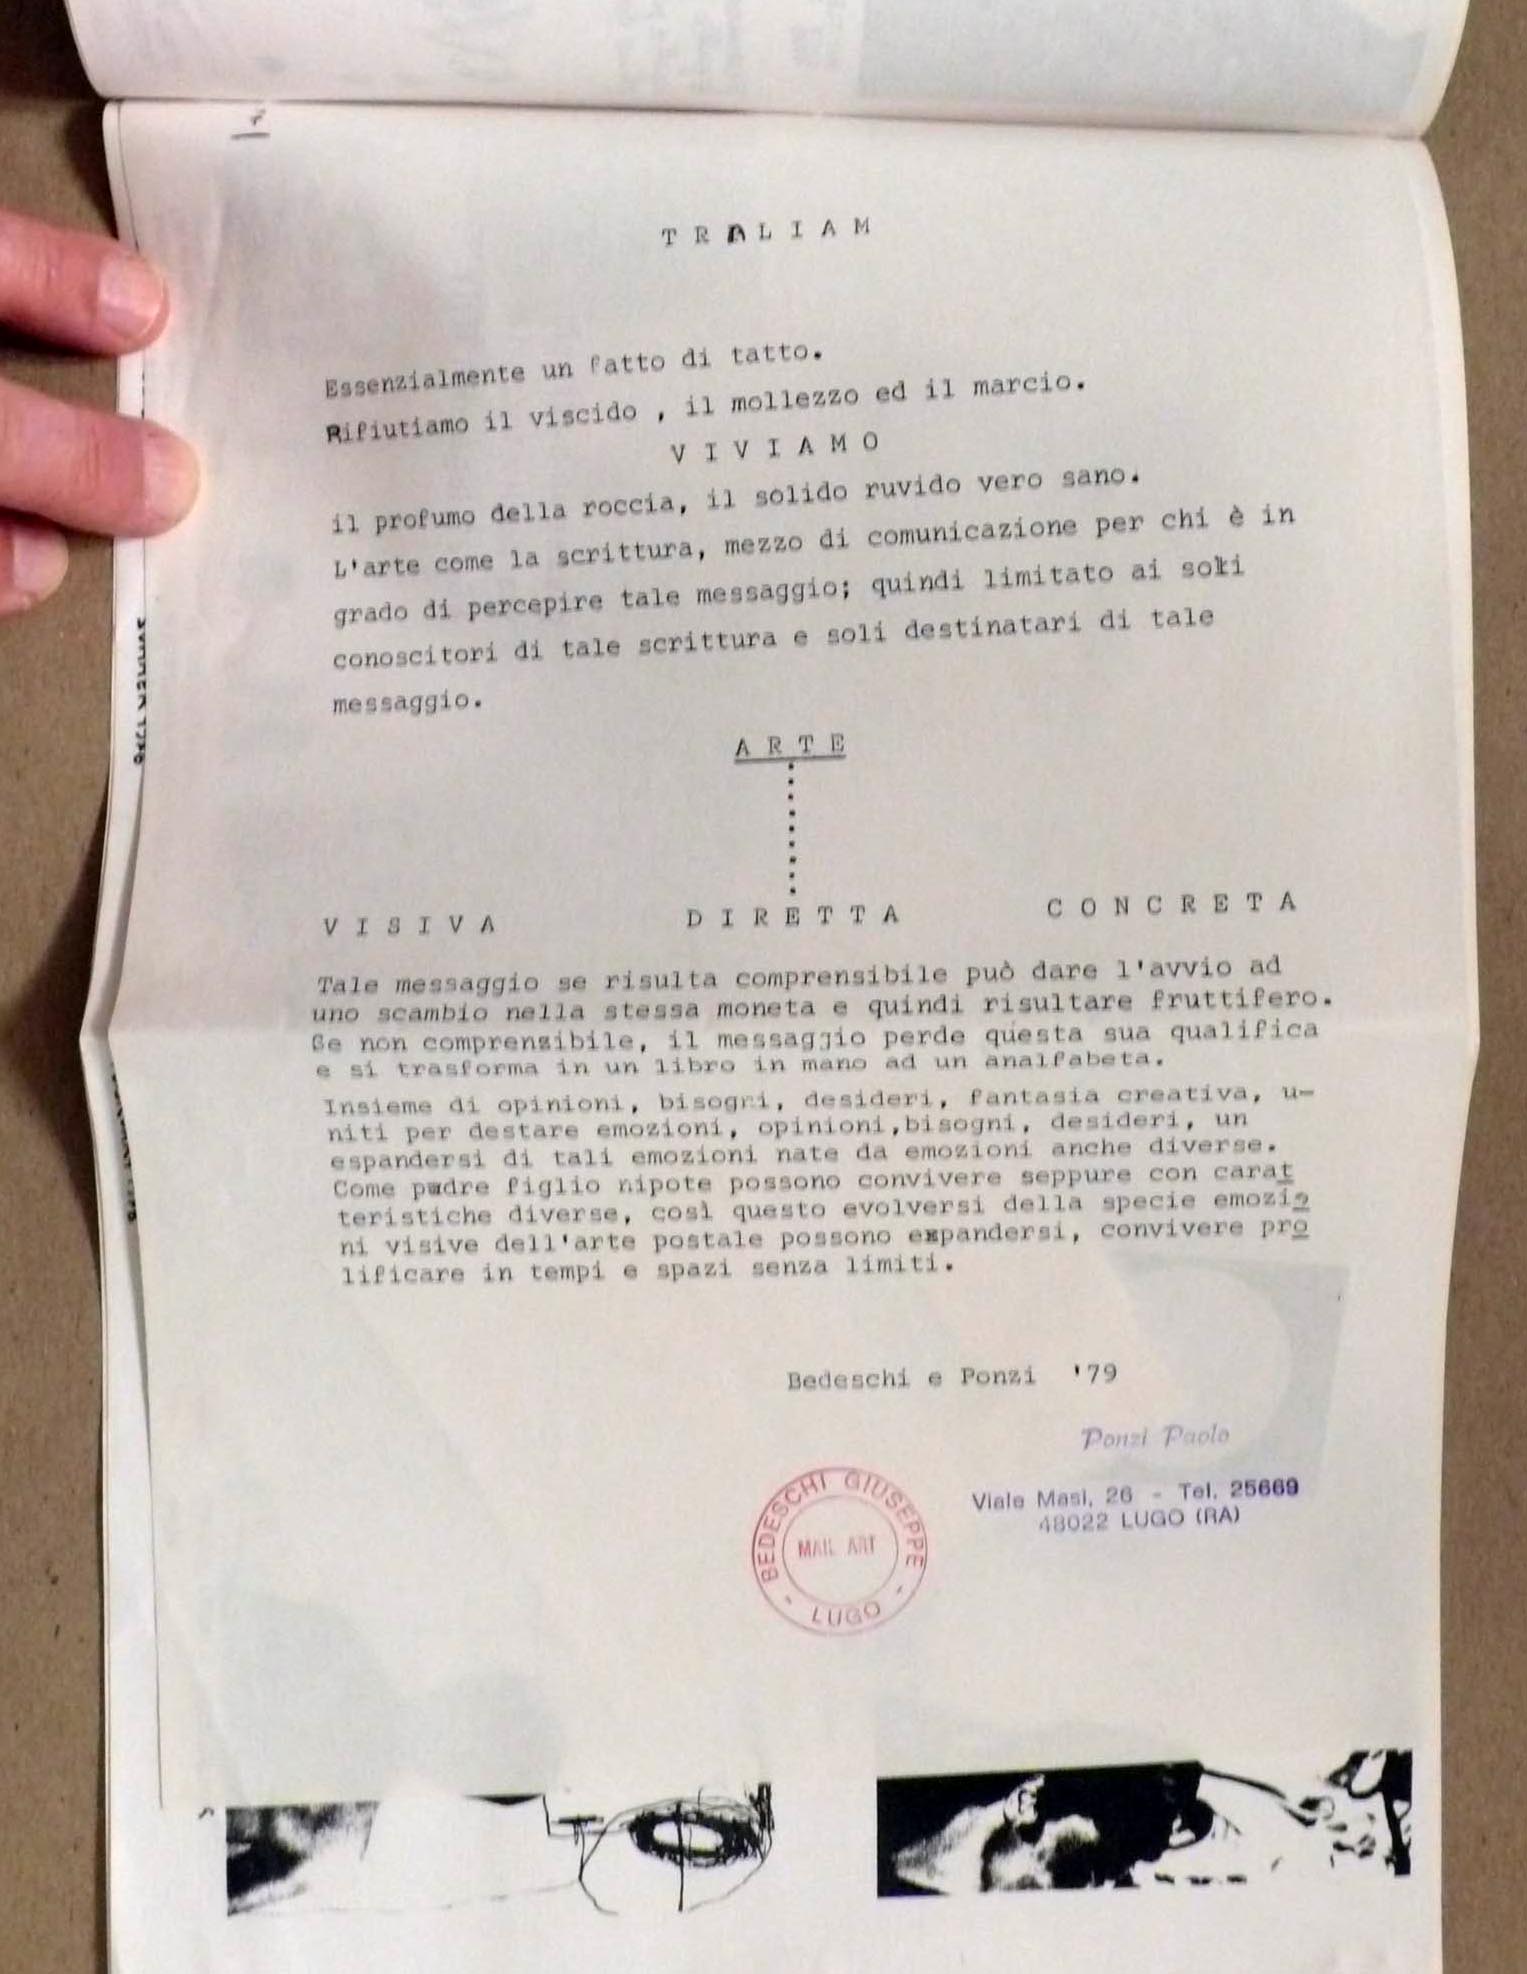 T R A L I A M
Essenzialmente un fatto di tatto.
Rifiutiamo il viscido , il mollezzo ed il marcio.
V I V I A M O
il profumo della roccia, il solido ruvido vero sano.
L'arte come la scrittura, mezzo di comunicazione per chi è in
grado di percepire tale messaggio; quindi limitato ai soli
conoscitori di tale scrittura e soli destinatari di tale
messaggio.
A R T E
V I S I V A D I R E T T A C O N C R E T A
Tale messaggio se risulta comprensibile può dare l'avvio ad
uno scambio nella stessa moneta e quindi risultare fruttifero.
Se non comprensibile, il messaggio perde questa sua qualifica
e si trasforma in un libro in mano ad un analfabeta.
Insieme di opinioni, bisogni, desideri, fantasia creativa, u-
niti per destare emozioni, opinioni,bisogni, desideri, un
espandersi di tali emozioni nate da emozioni anche diverse.
Come padre figlio nipote possono convivere seppure con carat
teristiche diverse, così questo evolversi della specie emozio
ni visive dell'arte postale possono expandersi, convivere pro
lificare in tempi e spazi senza limiti.
Bedeschi e Ponzi '79
Ponzi Paolo
Viale Masi, 26 - Tel. 25669
48022 LUGO (RA)
BEDESCHI GIUSEPPE - LUGO -
MAIL ART